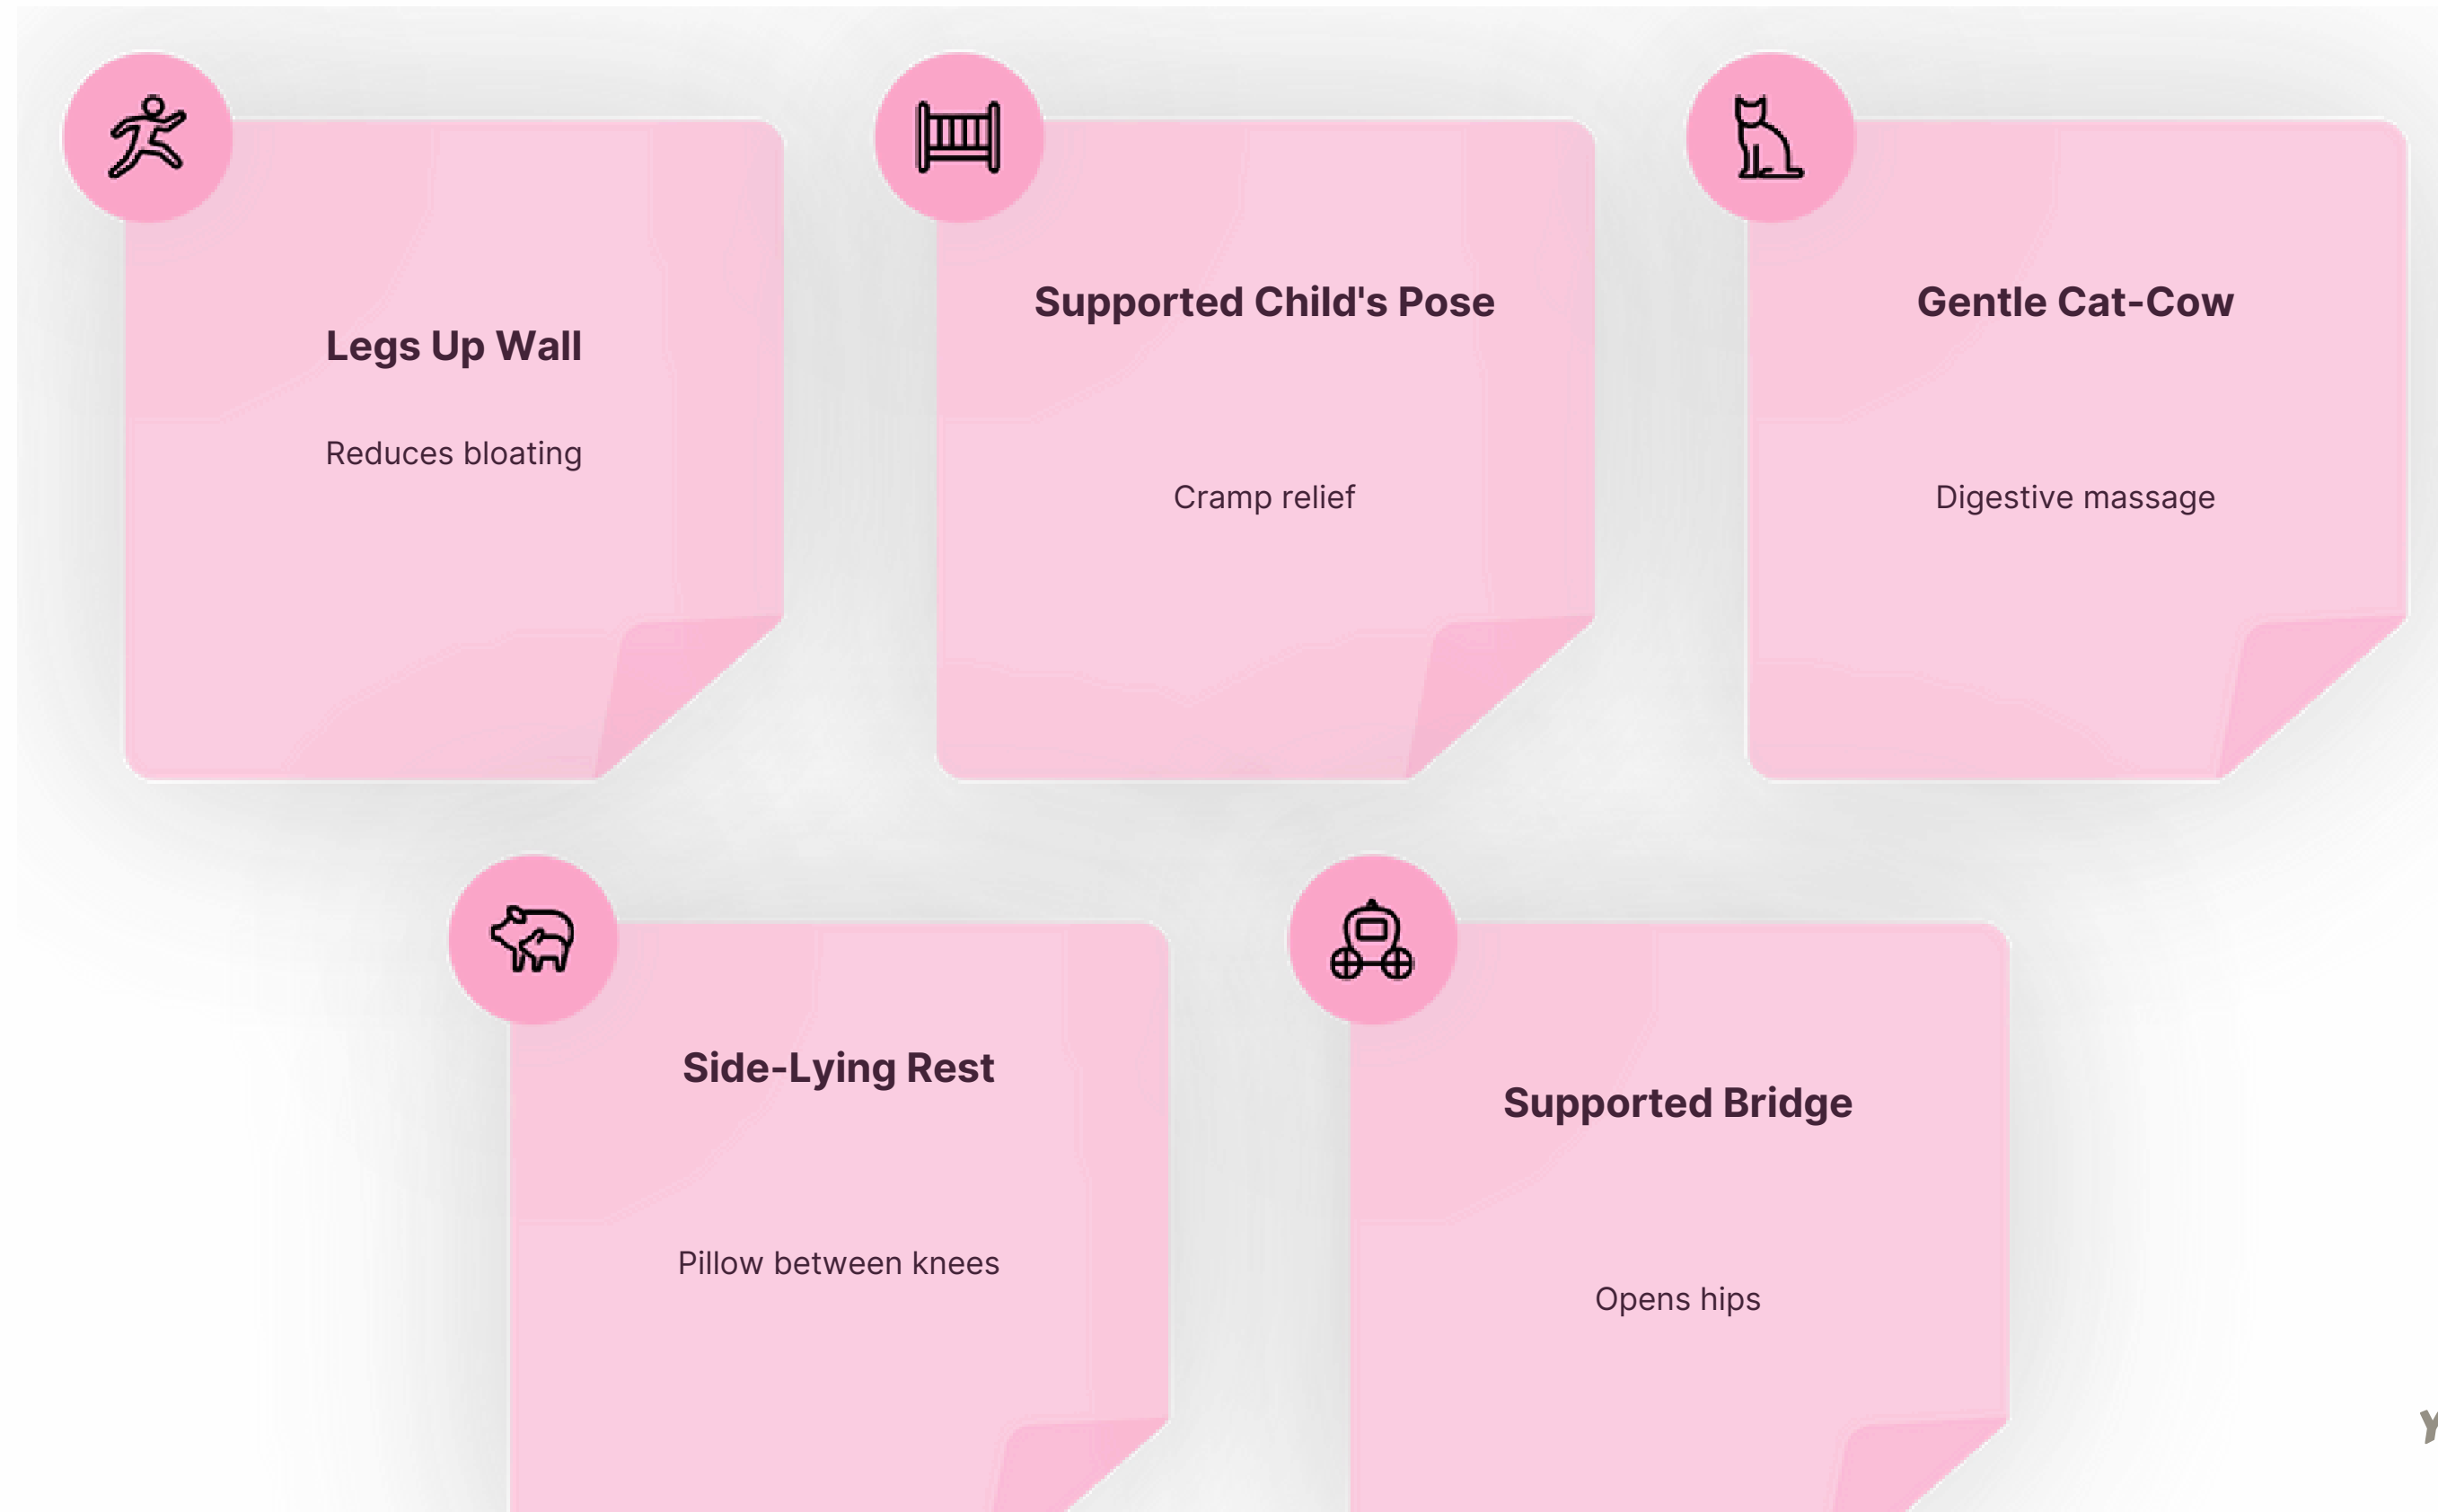 Legs Up Wall
Reduces bloating
Supported Child's Pose
Cramp relief
Gentle Cat-Cow
Digestive massage
Side-Lying Rest
Pillow between knees
Supported Bridge
Opens hips